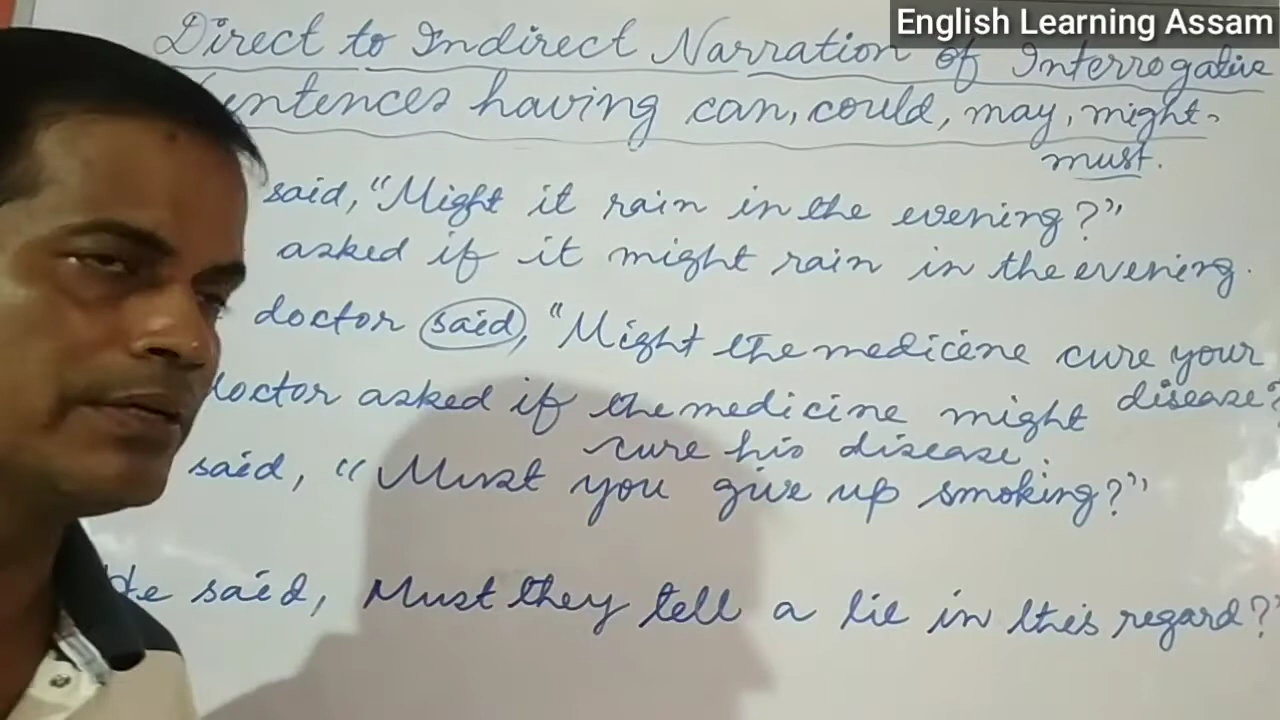 English Learning Assam
Direct to Indirect Narration of Interrogative
Sentences having can, could, may, might,
must.
said, "Might it rain in the evening?"
asked if it might rain in the evening.
doctor said, "Might the medicine cure your
disease?
doctor asked if the medicine might
cure his disease.
said, "Must you give up smoking?"
He said, Must they tell a lie in this regard?"